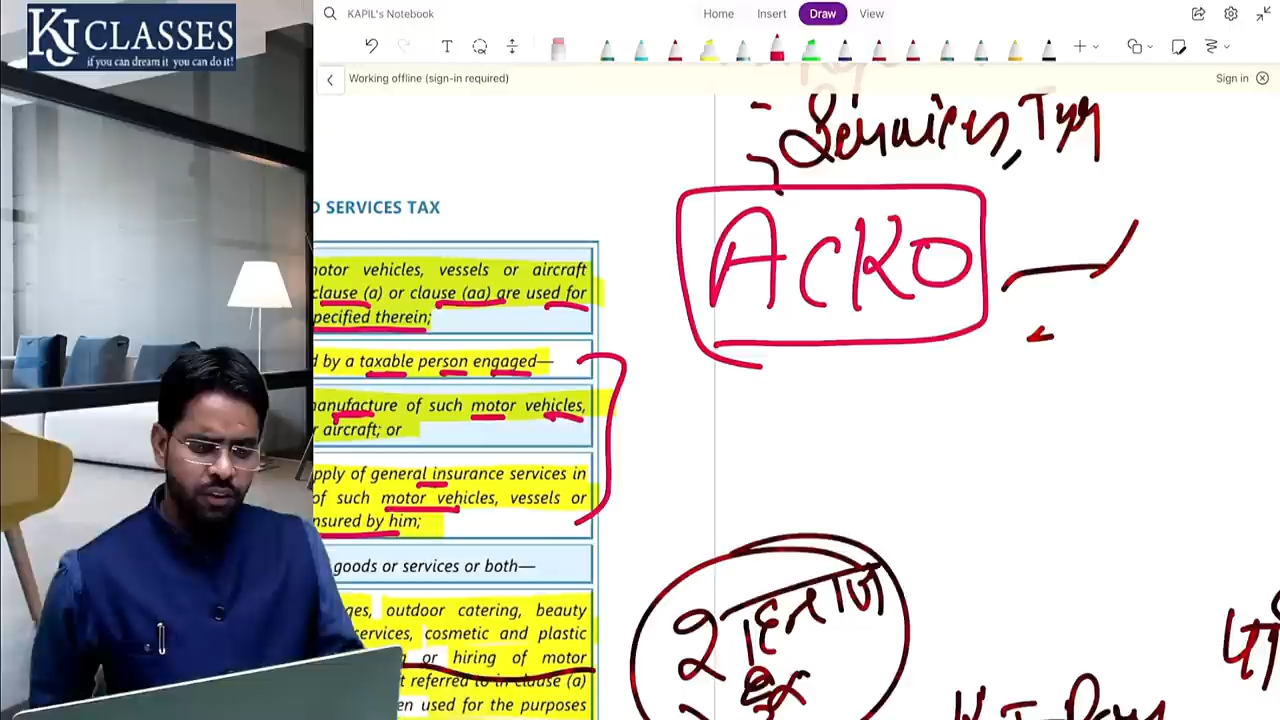 KJ CLASSES
if you can dream it you can do it!
KAPIL's Notebook
Home Insert Draw View
Working offline (sign-in required)
Sign in
Services, Tyr
D SERVICES TAX
ACKO
motor vehicles, vessels or aircraft
clause (a) or clause (aa) are used for
pecified therein;
d by a taxable person engaged—
manufacture of such motor vehicles,
r aircraft; or
pply of general insurance services in
of such motor vehicles, vessels or
nsured by him;
goods or services or both—
ges, outdoor catering, beauty
services, cosmetic and plastic
or hiring of motor
t referred to in clause (a)
en used for the purposes